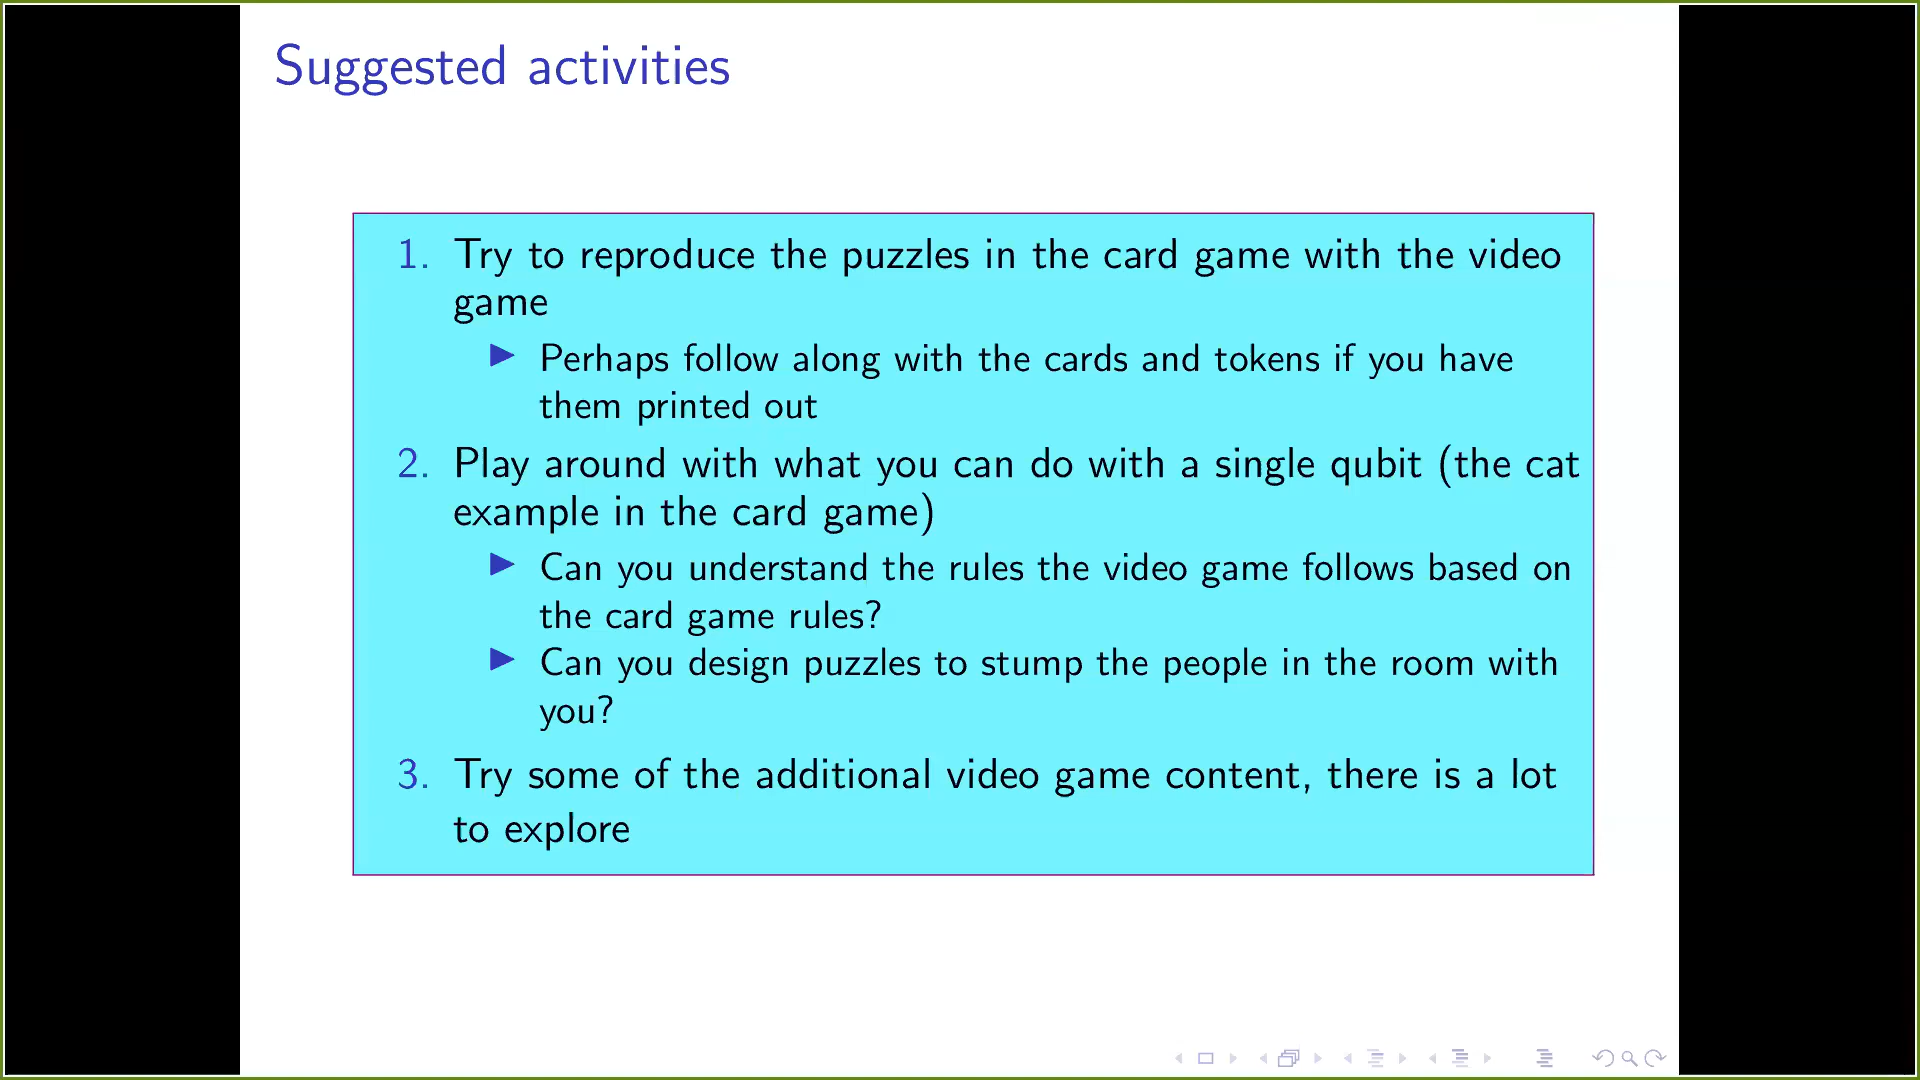 Suggested activities
1. Try to reproduce the puzzles in the card game with the video
game
▶ Perhaps follow along with the cards and tokens if you have
them printed out
2. Play around with what you can do with a single qubit (the cat
example in the card game)
▶ Can you understand the rules the video game follows based on
the card game rules?
▶ Can you design puzzles to stump the people in the room with
you?
3. Try some of the additional video game content, there is a lot
to explore